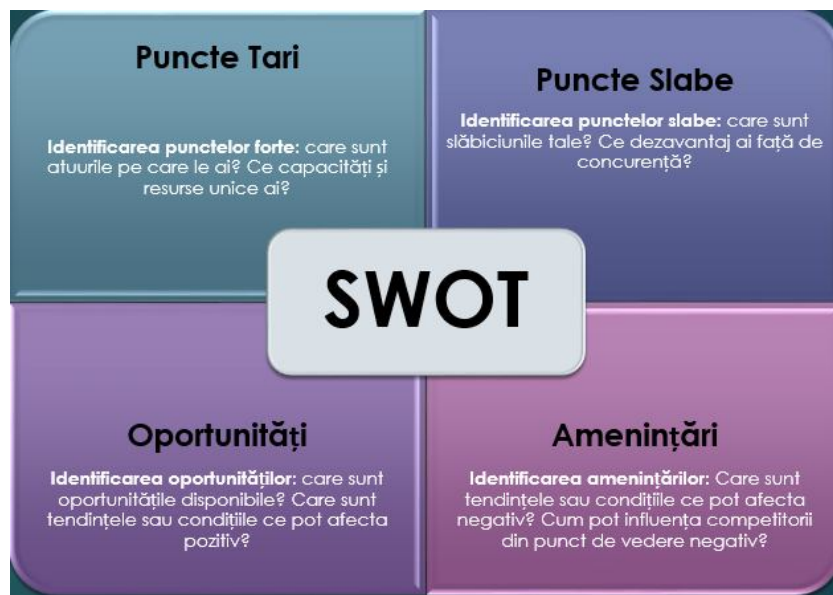 Puncte Tari
Identificarea punctelor forte: care sunt
atuurile pe care le ai? Ce capacități și
resurse unice ai?
Puncte Slabe
Identificarea punctelor slabe: care sunt
slăbiciunile tale? Ce dezavantaj ai față de
concurență?
SWOT
Oportunități
Identificarea oportunităților: care sunt
oportunitățile disponibile? Care sunt
tendințele sau condițiile ce pot afecta
pozitiv?
Amenințări
Identificarea amenințărilor: Care sunt
tendințele sau condițiile ce pot afecta
negativ? Cum pot influența competitorii
din punct de vedere negativ?